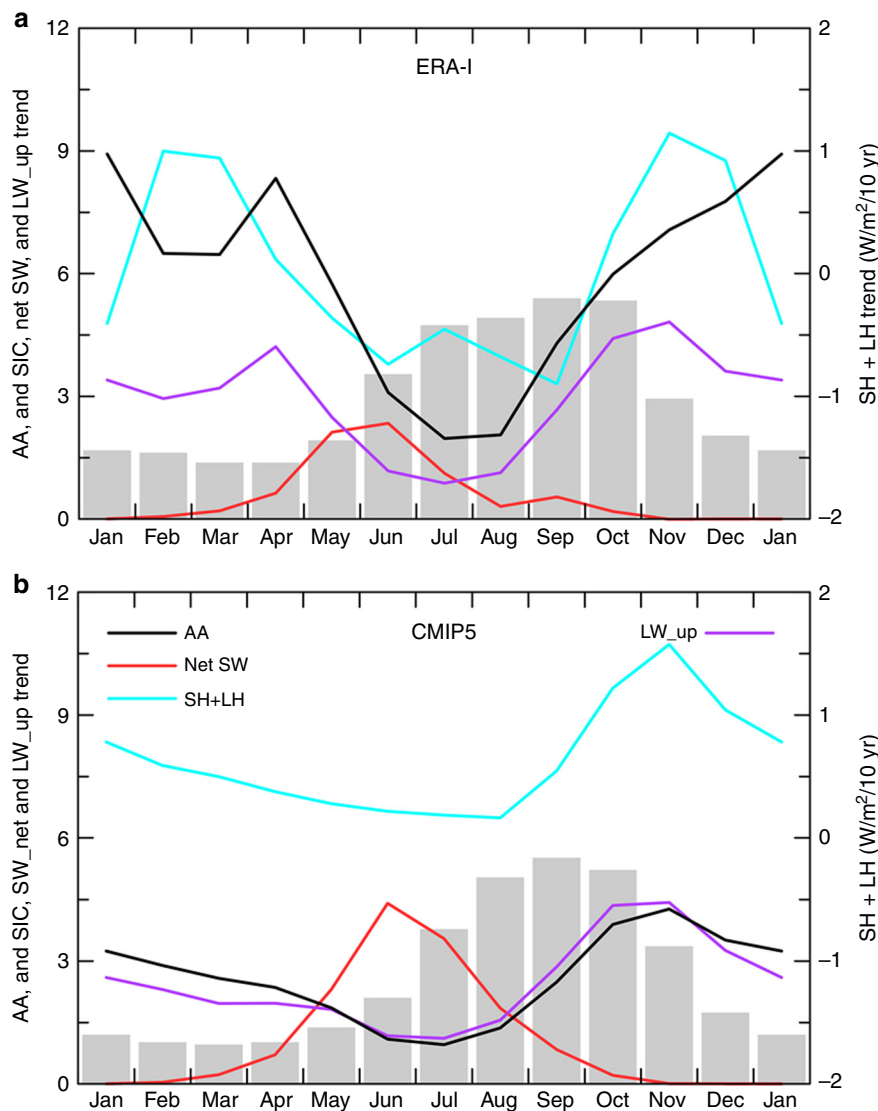 a
12
9
6
3
0
AA, and SIC, net SW, and LW_up trend
ERA-I
2
1
0
−1
−2
SH + LH trend (W/m²/10 yr)
Jan Feb Mar Apr May Jun Jul Aug Sep Oct Nov Dec Jan
b
12
9
6
3
0
AA, and SIC, SW_net and LW_up trend
AA
Net SW
SH+LH
CMIP5
LW_up
2
1
0
−1
−2
SH + LH (W/m²/10 yr)
Jan Feb Mar Apr May Jun Jul Aug Sep Oct Nov Dec Jan